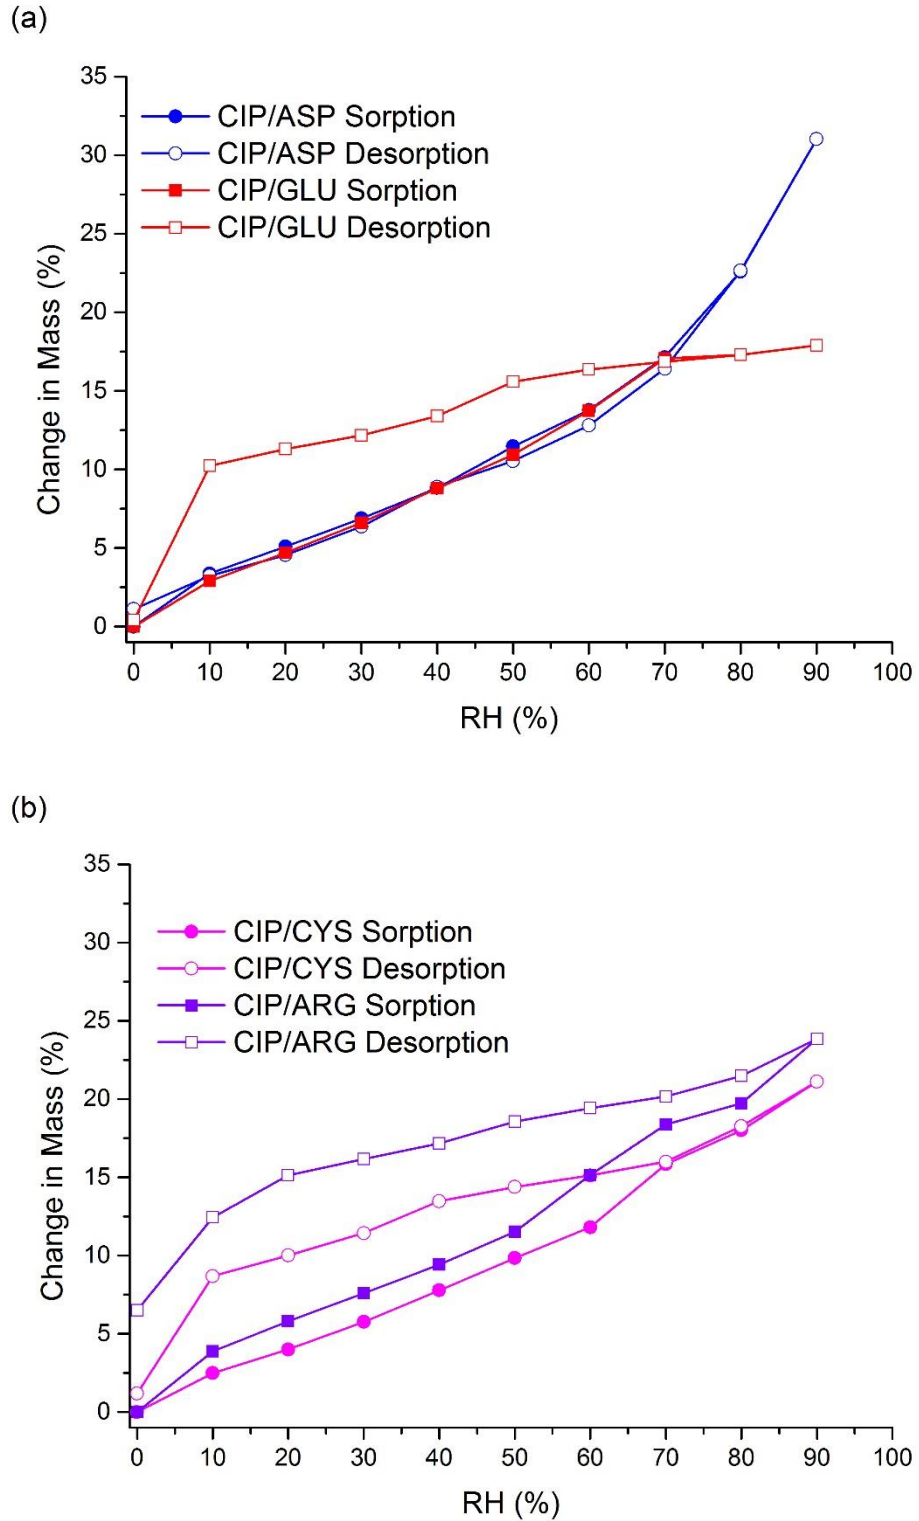 (a)
35
30
25
20
15
10
5
0
Change in Mass (%)
CIP/ASP Sorption
CIP/ASP Desorption
CIP/GLU Sorption
CIP/GLU Desorption
0 10 20 30 40 50 60 70 80 90 100
RH (%)
(b)
35
30
25
20
15
10
5
0
Change in Mass (%)
CIP/CYS Sorption
CIP/CYS Desorption
CIP/ARG Sorption
CIP/ARG Desorption
0 10 20 30 40 50 60 70 80 90 100
RH (%)